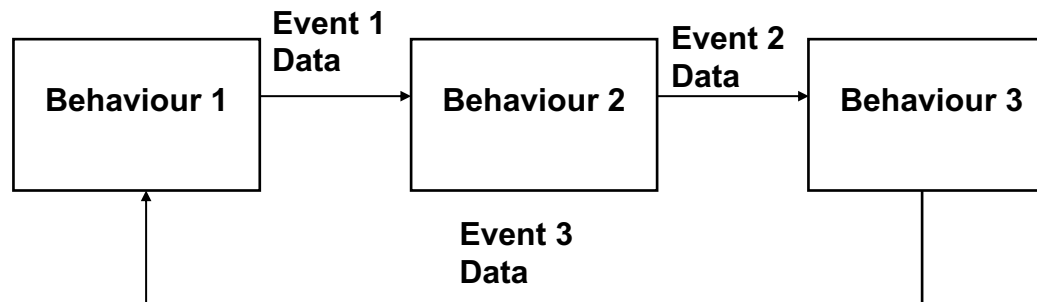 Event 1
Data
Event 2
Data
Behaviour 1
Behaviour 2
Behaviour 3
Event 3
Data